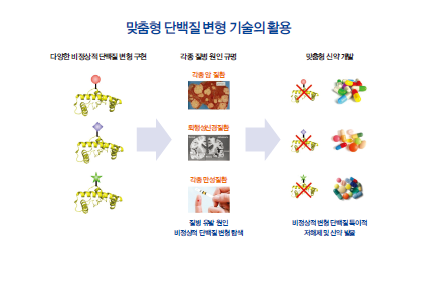 맞춤형 단백질 변형 기술의 활용
다양한 비정상적 단백질 변형 구현
각종 질병 원인 규명
맞춤형 신약 개발
각종 암 질환
퇴행성신경질환
각종 만성질환
질병 유발 원인
비정상적 단백질 변형 탐색
비정상적 변형 단백질 특이적
저해제 및 신약 발굴